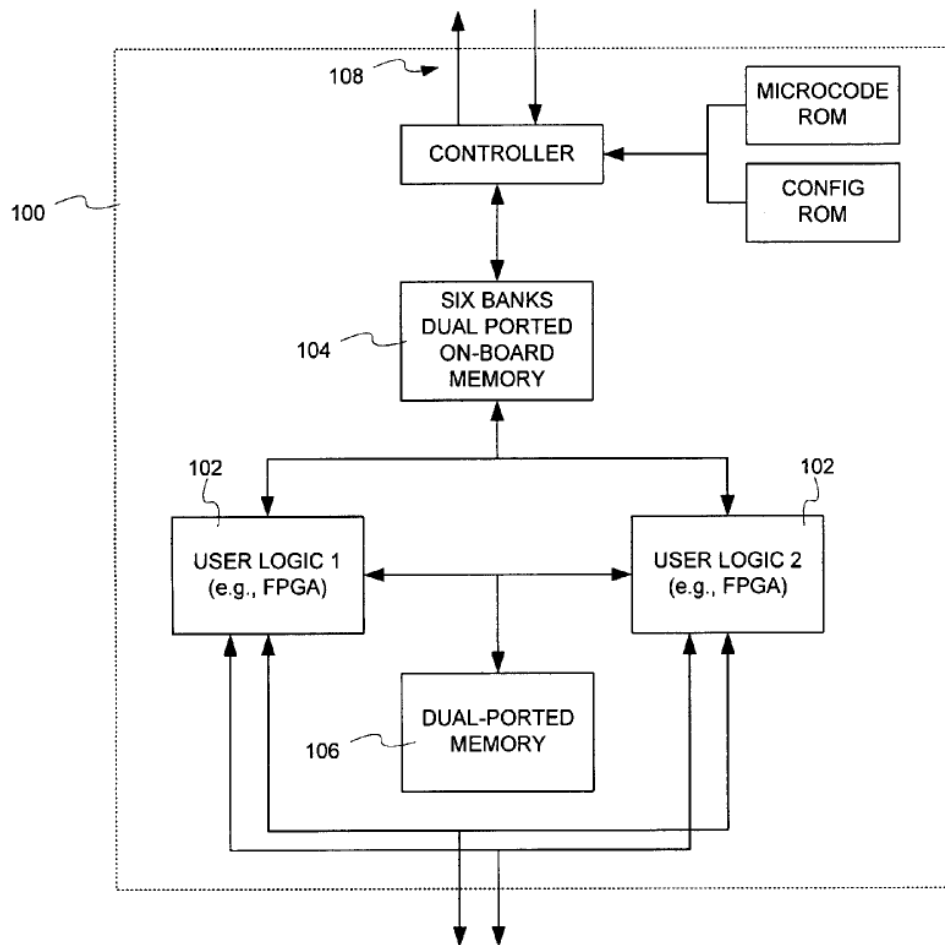 108
MICROCODE
ROM
CONTROLLER
CONFIG
ROM
100
SIX BANKS
DUAL PORTED
ON-BOARD
MEMORY
104
102
102
USER LOGIC 1
(e.g., FPGA)
USER LOGIC 2
(e.g., FPGA)
DUAL-PORTED
MEMORY
106